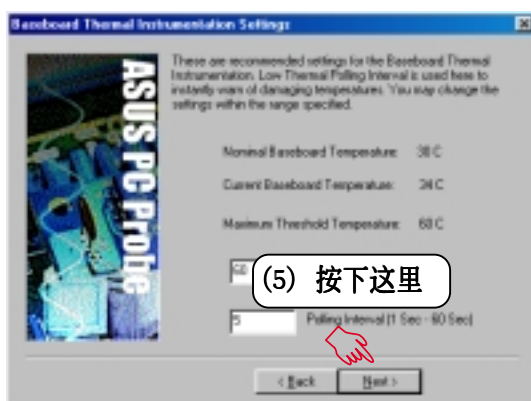 Baseboard Thermal Instrumentation Settings
ASUS PC Probe
These are recommended settings for the Baseboard Thermal
Instrumentation. Low Thermal Polling Interval is used here to
instantly warn of damaging temperatures. You may change the
settings within the range specified.
Nominal Baseboard Temperature: 30 C
Current Baseboard Temperature: 34 C
Maximum Threshold Temperature: 60 C
60
(5) 按下这里
5 Polling Interval (1 Sec - 60 Sec)
< Back Next >